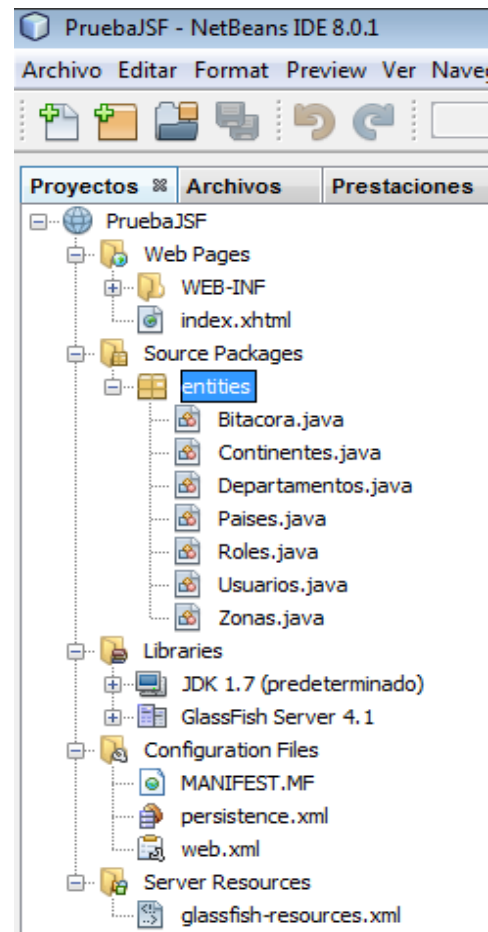 PruebaJSF - NetBeans IDE 8.0.1
Archivo Editar Format Preview Ver
Proyectos Archivos Prestaciones
PruebaJSF
Web Pages
WEB-INF
index.xhtml
Source Packages
entities
Bitacora.java
Continentes.java
Departamentos.java
Paises.java
Roles.java
Usuarios.java
Zonas.java
Libraries
JDK 1.7 (predeterminado)
GlassFish Server 4.1
Configuration Files
MANIFEST.MF
persistence.xml
web.xml
Server Resources
glassfish-resources.xml